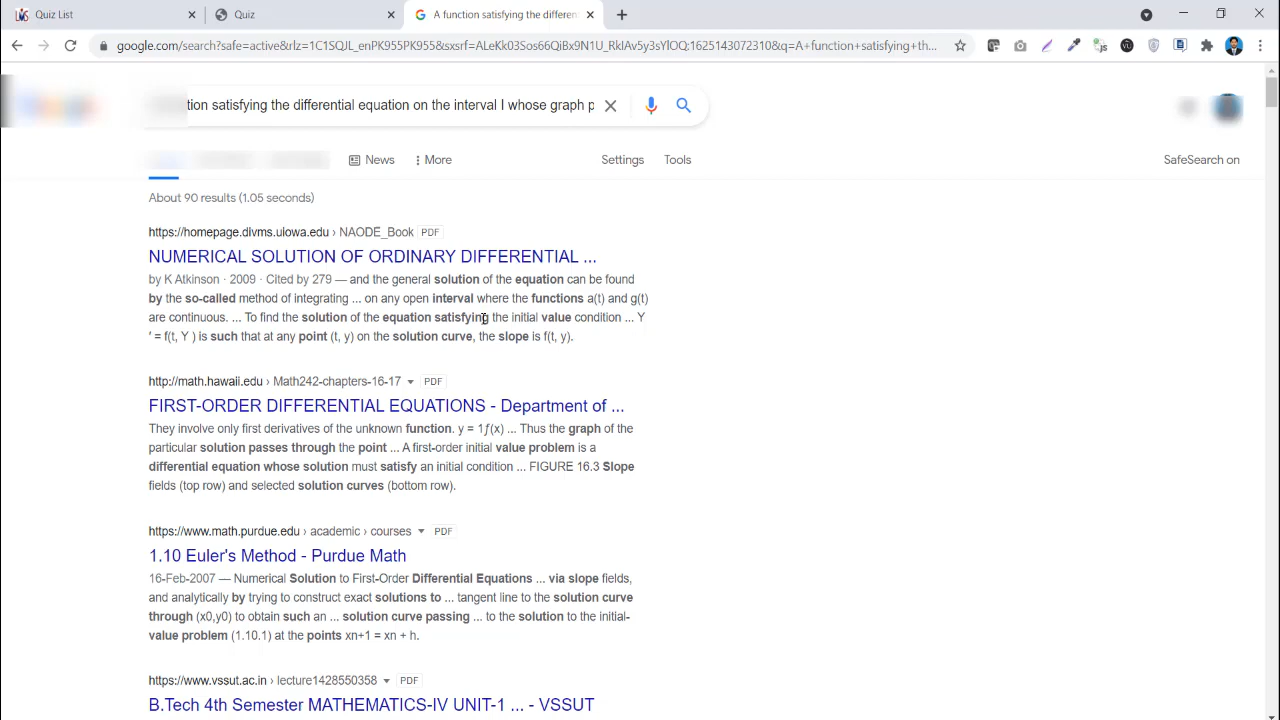 Quiz List
Quiz
A function satisfying the differen
google.com/search?safe=active&rlz=1C1SQJL_enPK955PK955&sxsrf=ALeKk03Sos66QiBx9N1U_RkIAv5y3sYlOQ:1625143072310&q=A+function+satisfying+th...
tion satisfying the differential equation on the interval I whose graph p
News More Settings Tools SafeSearch on
About 90 results (1.05 seconds)
https://homepage.divms.uiowa.edu › NAODE_Book PDF
NUMERICAL SOLUTION OF ORDINARY DIFFERENTIAL ...
by K Atkinson · 2009 · Cited by 279 — and the general solution of the equation can be found
by the so-called method of integrating ... on any open interval where the functions a(t) and g(t)
are continuous. ... To find the solution of the equation satisfying the initial value condition ... Y
′ = f(t, Y ) is such that at any point (t, y) on the solution curve, the slope is f(t, y).
http://math.hawaii.edu › Math242-chapters-16-17 PDF
FIRST-ORDER DIFFERENTIAL EQUATIONS - Department of ...
They involve only first derivatives of the unknown function. y = 1ƒ(x) ... Thus the graph of the
particular solution passes through the point ... A first-order initial value problem is a
differential equation whose solution must satisfy an initial condition ... FIGURE 16.3 Slope
fields (top row) and selected solution curves (bottom row).
https://www.math.purdue.edu › academic › courses PDF
1.10 Euler's Method - Purdue Math
16-Feb-2007 — Numerical Solution to First-Order Differential Equations ... via slope fields,
and analytically by trying to construct exact solutions to ... tangent line to the solution curve
through (x0,y0) to obtain such an ... solution curve passing ... to the solution to the initial-
value problem (1.10.1) at the points xn+1 = xn + h.
https://www.vssut.ac.in › lecture1428550358 PDF
B.Tech 4th Semester MATHEMATICS-IV UNIT-1 ... - VSSUT